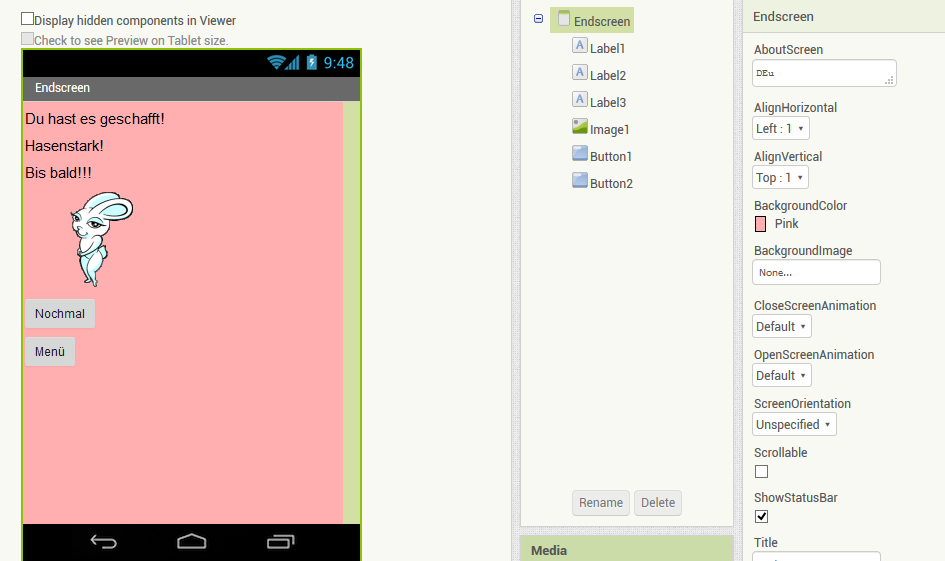 Display hidden components in Viewer
Check to see Preview on Tablet size.
9:48
Endscreen
Du hast es geschafft!
Hasenstark!
Bis bald!!!
Nochmal
Menü
Endscreen
Label1
Label2
Label3
Image1
Button1
Button2
Rename
Delete
Media
Endscreen
AboutScreen
DEu
AlignHorizontal
Left : 1
AlignVertical
Top : 1
BackgroundColor
Pink
BackgroundImage
None...
CloseScreenAnimation
Default
OpenScreenAnimation
Default
ScreenOrientation
Unspecified
Scrollable
ShowStatusBar
Title